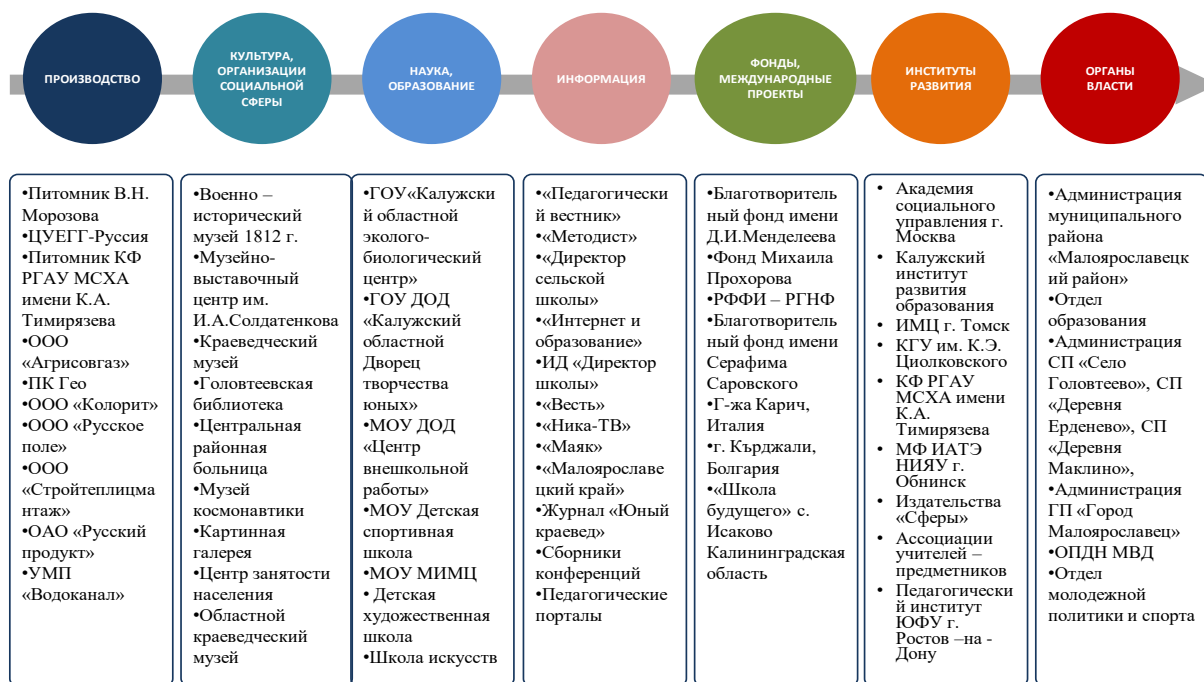 ПРОИЗВОДСТВО
КУЛЬТУРА,
ОРГАНИЗАЦИИ
СОЦИАЛЬНОЙ
СФЕРЫ
НАУКА,
ОБРАЗОВАНИЕ
ИНФОРМАЦИЯ
ФОНДЫ,
МЕЖДУНАРОДНЫЕ
ПРОЕКТЫ
ИНСТИТУТЫ
РАЗВИТИЯ
ОРГАНЫ
ВЛАСТИ
•Питомник В.Н.
Морозова
•ЦУЕГГ-Руссия
•Питомник КФ
РГАУ МСХА
имени К.А.
Тимирязева
•ООО
«Агрисовгаз»
•ПК Гео
•ООО «Колорит»
•ООО «Русское
поле»
•ООО
«Стройтеплицма
нтаж»
•ОАО «Русский
продукт»
•УМП
«Водоканал»
•Военно –
исторический
музей 1812 г.
•Музейно-
выставочный
центр им.
И.А.Солдатенкова
•Краеведческий
музей
•Головтеевская
библиотека
•Центральная
районная
больница
•Музей
космонавтики
•Картинная
галерея
•Центр занятости
населения
•Областной
краеведческий
музей
•ГОУ«Калужски
й областной
эколого-
биологический
центр»
•ГОУ ДОД
«Калужский
областной
Дворец
творчества
юных»
•МОУ ДОД
«Центр
внешкольной
работы»
•МОУ Детская
спортивная
школа
•МОУ МИМЦ
• Детская
художественная
школа
•Школа искусств
•«Педагогически
й вестник»
•«Методист»
•«Директор
сельской
школы»
•«Интернет и
образование»
•ИД «Директор
школы»
•«Весть»
•«Ника-ТВ»
•«Маяк»
•«Малоярославе
цкий край»
•Журнал «Юный
краевед»
•Сборники
конференций
•Педагогические
порталы
•Благотворитель
ный фонд имени
Д.И.Менделеева
•Фонд Михаила
Прохорова
•РФФИ – РГНФ
•Благотворитель
ный фонд имени
Серафима
Саровского
•Г-жа Карич,
Италия
•г. Кърджали,
Болгария
•«Школа
будущего» с.
Исаково
Калининградская
область
• Академия
социального
управления г.
Москва
• Калужский
институт
развития
образования
• ИМЦ г. Томск
• КГУ им. К.Э.
Циолковского
• КФ РГАУ
МСХА имени
К.А.
Тимирязева
• МФ ИАТЭ
НИЯУ г.
Обнинск
• Издательства
«Сферы»
• Ассоциации
учителей –
предметников
• Педагогически
й институт
ЮФУ г.
Ростов –на -
Дону
•Администрация
муниципального
района
«Малоярославецк
ий район»
•Отдел
образования
•Администрация
СП «Село
Головтеево», СП
«Деревня
Ерденево», СП
«Деревня
Маклино»,
•Администрация
ГП «Город
Малоярославец»
•ОПДН МВД
•Отдел
молодежной
политики и спорта